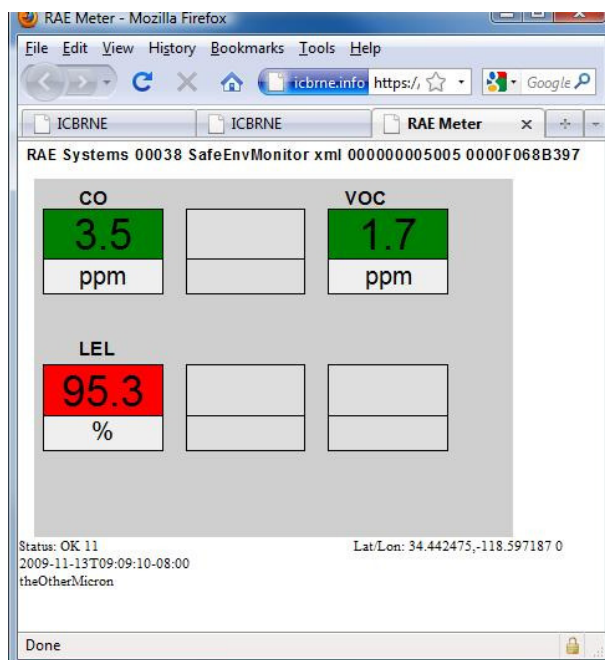 RAE Meter - Mozilla Firefox
File Edit View History Bookmarks Tools Help
icbrne.info https:/, Google
ICBRNE ICBRNE RAE Meter
RAE Systems 00038 SafeEnvMonitor xml 000000005005 0000F068B397
CO VOC
3.5 1.7
ppm ppm
LEL
95.3
%
Status: OK 11 Lat/Lon: 34.442475,-118.597187 0
2009-11-13T09:09:10-08:00
theOtherMicron
Done